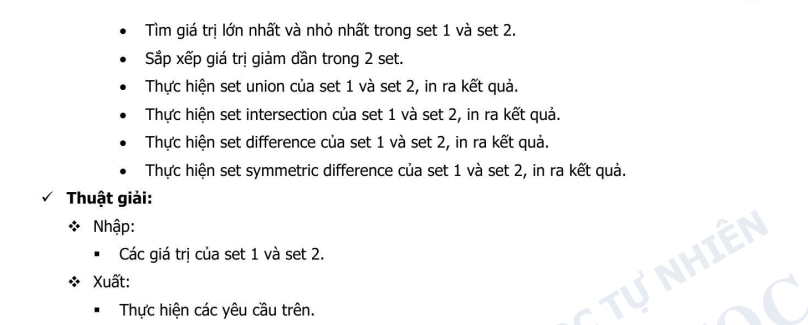 • Tìm giá trị lớn nhất và nhỏ nhất trong set 1 và set 2.
• Sắp xếp giá trị giảm dần trong 2 set.
• Thực hiện set union của set 1 và set 2, in ra kết quả.
• Thực hiện set intersection của set 1 và set 2, in ra kết quả.
• Thực hiện set difference của set 1 và set 2, in ra kết quả.
• Thực hiện set symmetric difference của set 1 và set 2, in ra kết quả.
✓ Thuật giải:
❖ Nhập:
▪ Các giá trị của set 1 và set 2.
❖ Xuất:
▪ Thực hiện các yêu cầu trên.
TỰ NHIÊN